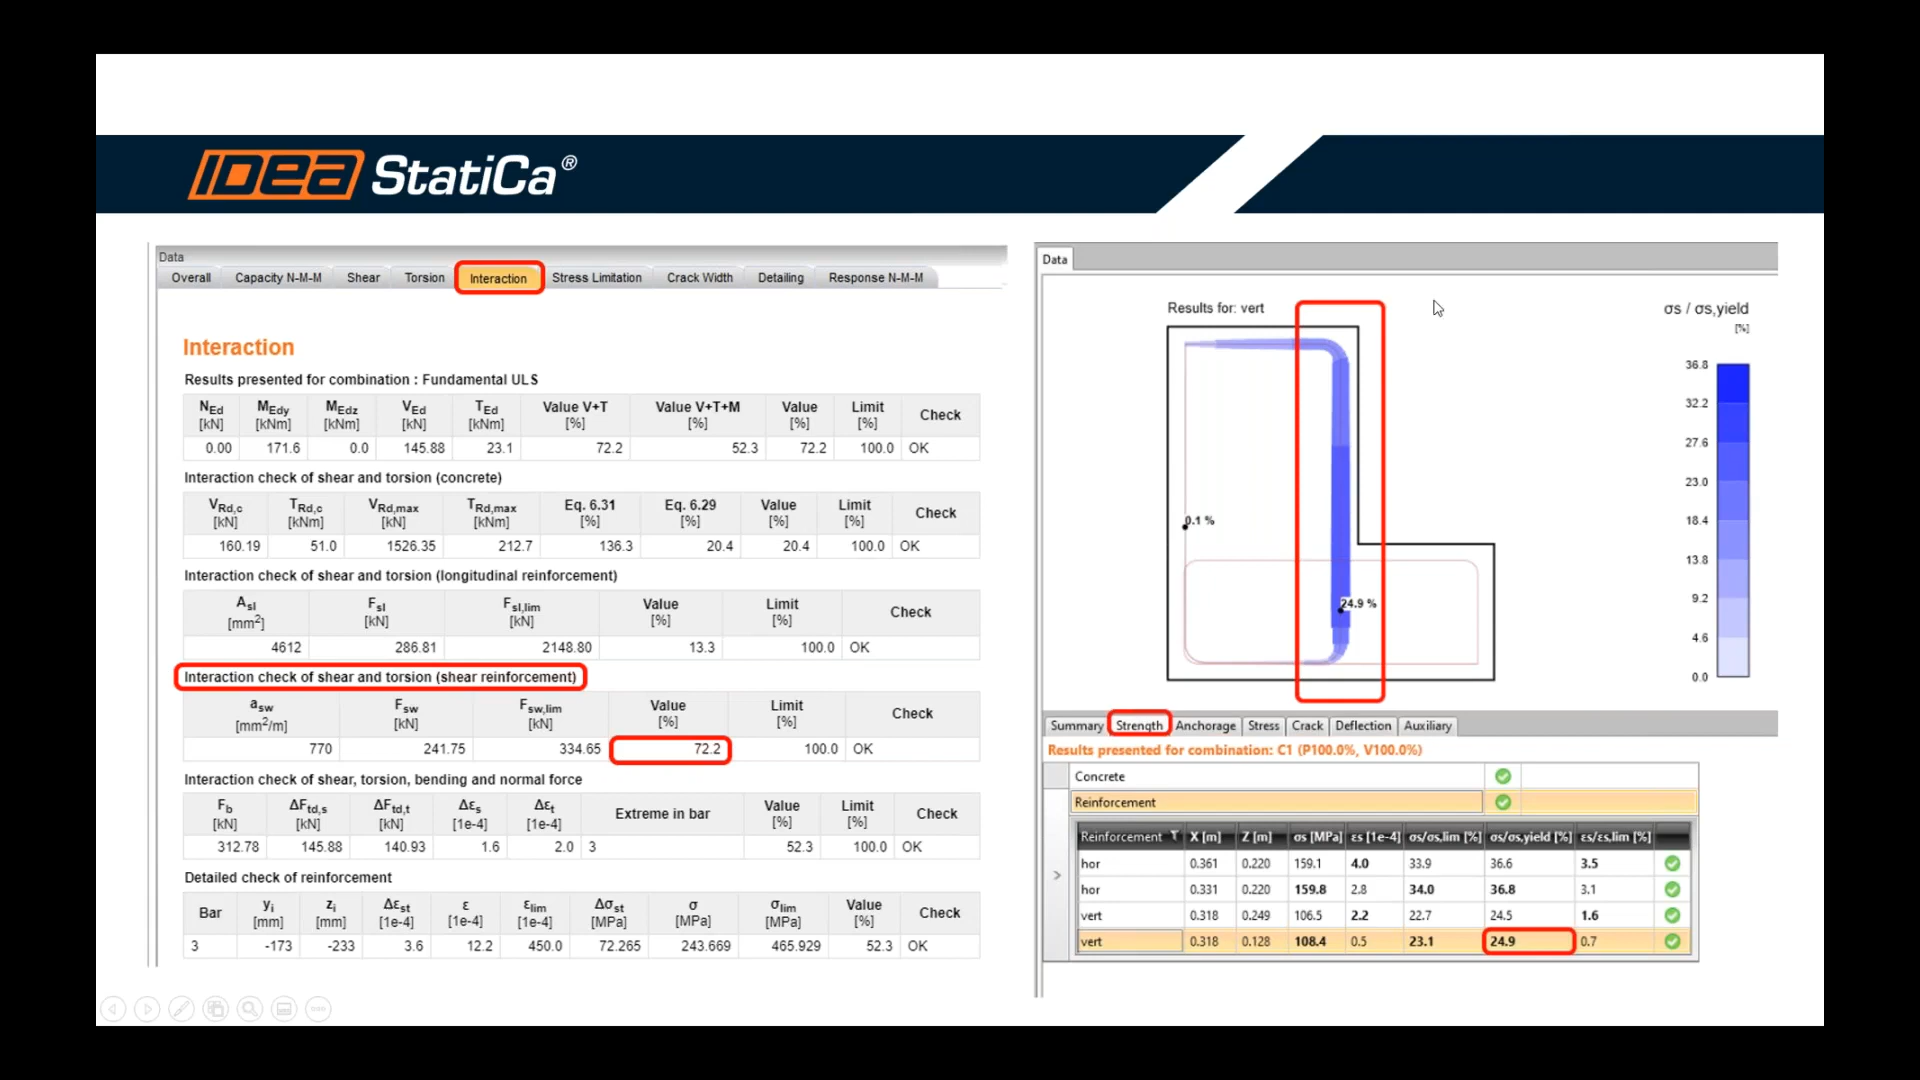 IDEA StatiCa®
Data
Overall Capacity N-M-M Shear Torsion Interaction Stress Limitation Crack Width Detailing Response N-M-M
Interaction
Results presented for combination : Fundamental ULS
NEd [kN] MEdy [kNm] MEdz [kNm] VEd [kN] TEd [kNm] Value V+T [%] Value V+T+M [%] Value [%] Limit [%] Check
0.00 171.6 0.0 145.88 23.1 72.2 52.3 72.2 100.0 OK
Interaction check of shear and torsion (concrete)
VRd,c [kN] TRd,c [kNm] VRd,max [kN] TRd,max [kNm] Eq. 6.31 [%] Eq. 6.29 [%] Value [%] Limit [%] Check
160.19 51.0 1526.35 212.7 136.3 20.4 20.4 100.0 OK
Interaction check of shear and torsion (longitudinal reinforcement)
Asl [mm²] Fsl [kN] Fsl,lim [kN] Value [%] Limit [%] Check
4612 286.81 2148.80 13.3 100.0 OK
Interaction check of shear and torsion (shear reinforcement)
asw [mm²/m] Fsw [kN] Fsw,lim [kN] Value [%] Limit [%] Check
770 241.75 334.65 72.2 100.0 OK
Interaction check of shear, torsion, bending and normal force
Fb [kN] ΔFtd,s [kN] ΔFtd,t [kN] Δεs [1e-4] Δεt [1e-4] Extreme in bar Value [%] Limit [%] Check
312.78 145.88 140.93 1.6 2.0 3 52.3 100.0 OK
Detailed check of reinforcement
Bar yi [mm] zi [mm] Δεst [1e-4] ε [1e-4] εlim [1e-4] Δσst [MPa] σ [MPa] σlim [MPa] Value [%] Check
3 -173 -233 3.6 12.2 450.0 72.265 243.669 465.929 52.3 OK
Data
Results for: vert
σs / σs,yield
[%]
36.8
32.2
27.6
23.0
18.4
13.8
9.2
4.6
0.0
0.1 %
24.9 %
Summary Strength Anchorage Stress Crack Deflection Auxiliary
Results presented for combination: C1 (P100.0%, V100.0%)
Concrete
Reinforcement
Reinforcement X [m] Z [m] σs [MPa] εs [1e-4] σs/σs,lim [%] σs/σs,yield [%] εs/εs,lim [%]
hor 0.361 0.220 159.1 4.0 33.9 36.6 3.5
hor 0.331 0.220 159.8 2.8 34.0 36.8 3.1
vert 0.318 0.249 106.5 2.2 22.7 24.5 1.6
vert 0.318 0.128 108.4 0.5 23.1 24.9 0.7